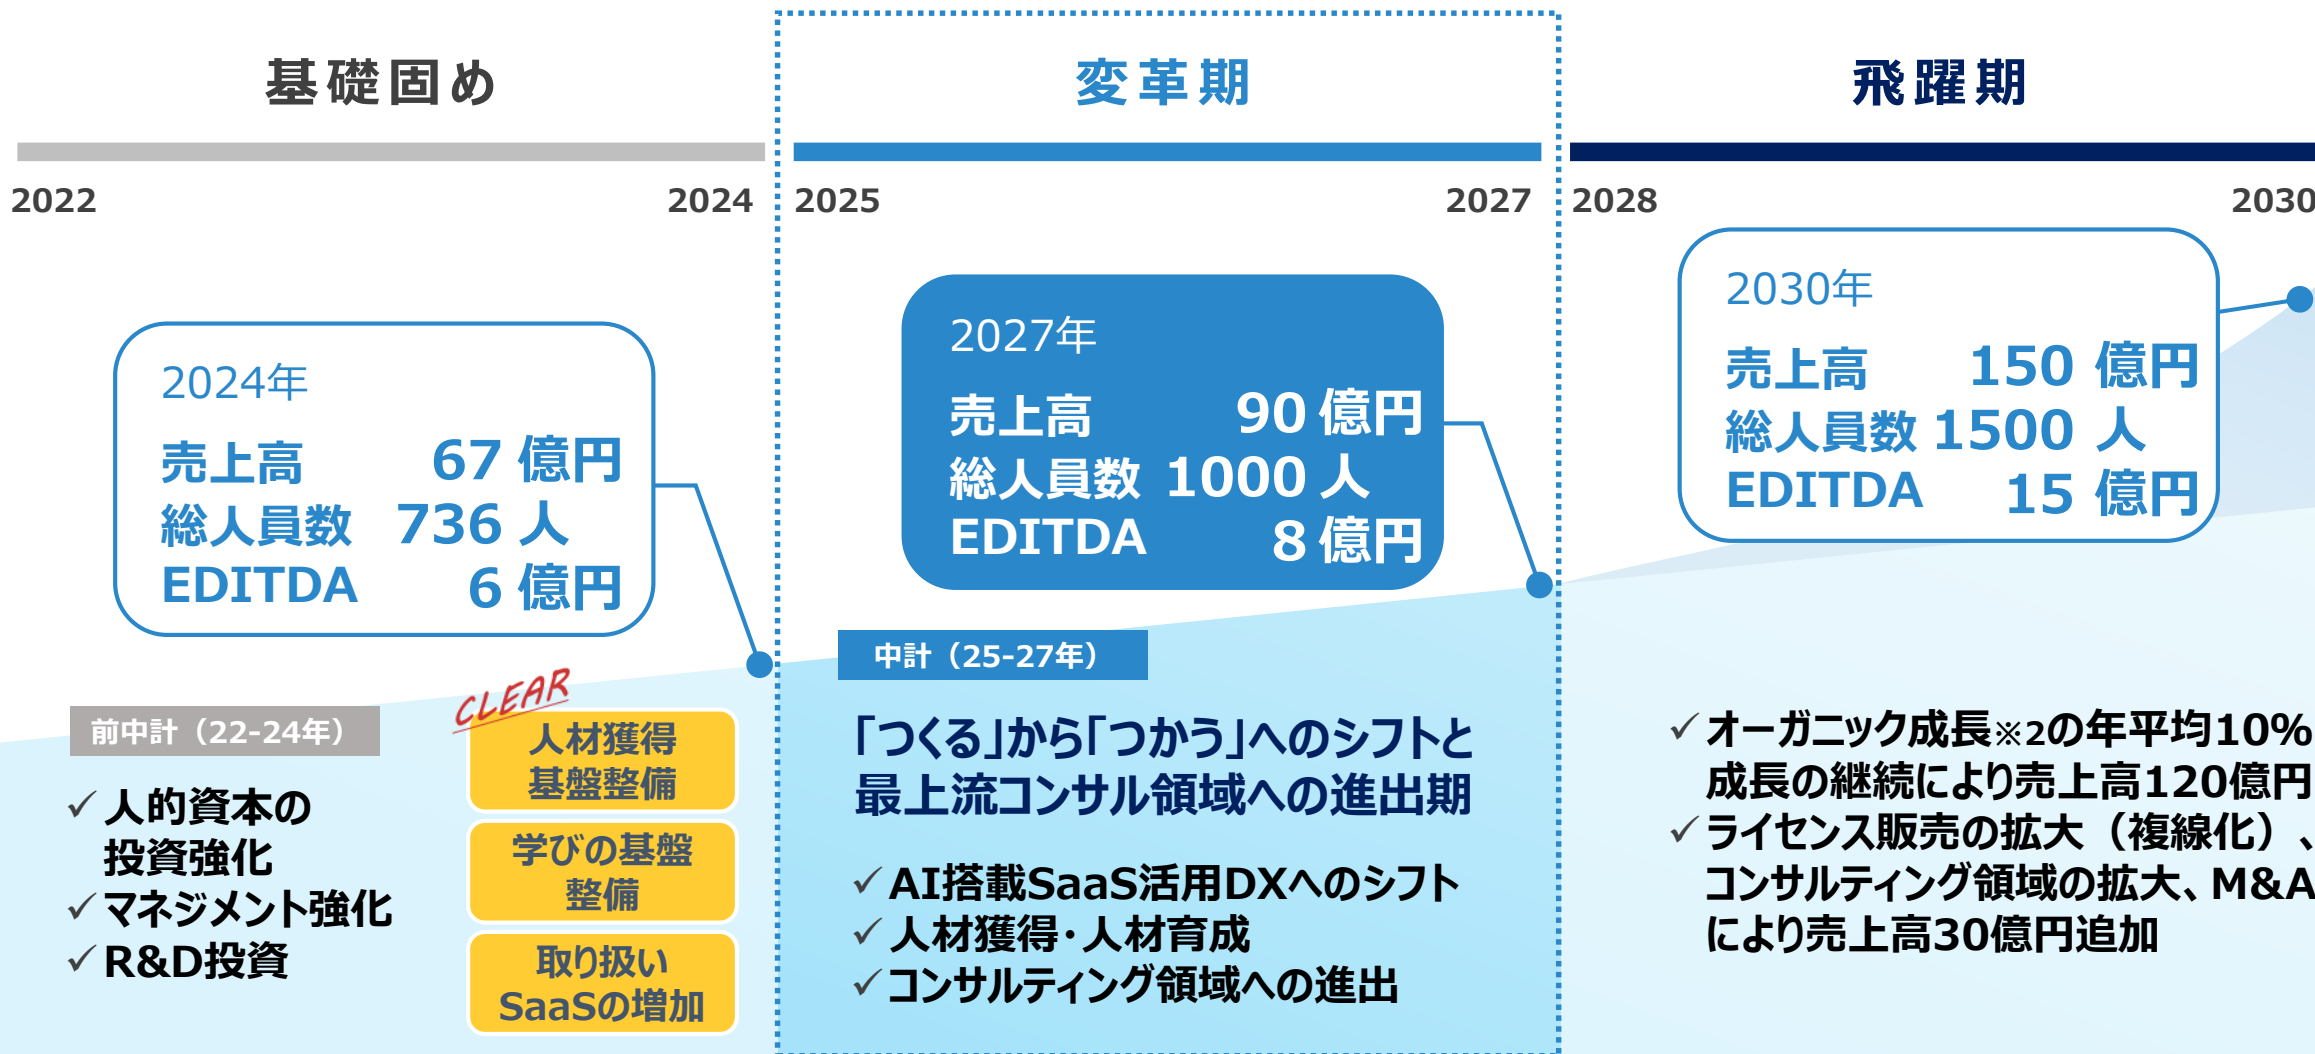 基礎固め
2022 2024
2024年
売上高 67 億円
総人員数 736 人
EDITDA 6 億円
前中計（22-24年）
✓人的資本の
投資強化
✓マネジメント強化
✓R&D投資
CLEAR
人材獲得
基盤整備
学びの基盤
整備
取り扱い
SaaSの増加
変革期
2025 2027
2027年
売上高 90 億円
総人員数 1000 人
EDITDA 8 億円
中計（25-27年）
「つくる」から「つかう」へのシフトと
最上流コンサル領域への進出期
✓AI搭載SaaS活用DXへのシフト
✓人材獲得・人材育成
✓コンサルティング領域への進出
飛躍期
2028 2030
2030年
売上高 150 億円
総人員数 1500 人
EDITDA 15 億円
✓オーガニック成長※2の年平均10%
成長の継続により売上高120億円
✓ライセンス販売の拡大（複線化）、
コンサルティング領域の拡大、M&A
により売上高30億円追加